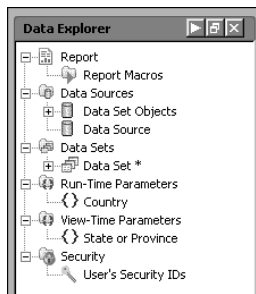 Data Explorer
Report
Report Macros
Data Sources
Data Set Objects
Data Source
Data Sets
Data Set *
Run-Time Parameters
Country
View-Time Parameters
State or Province
Security
User's Security IDs